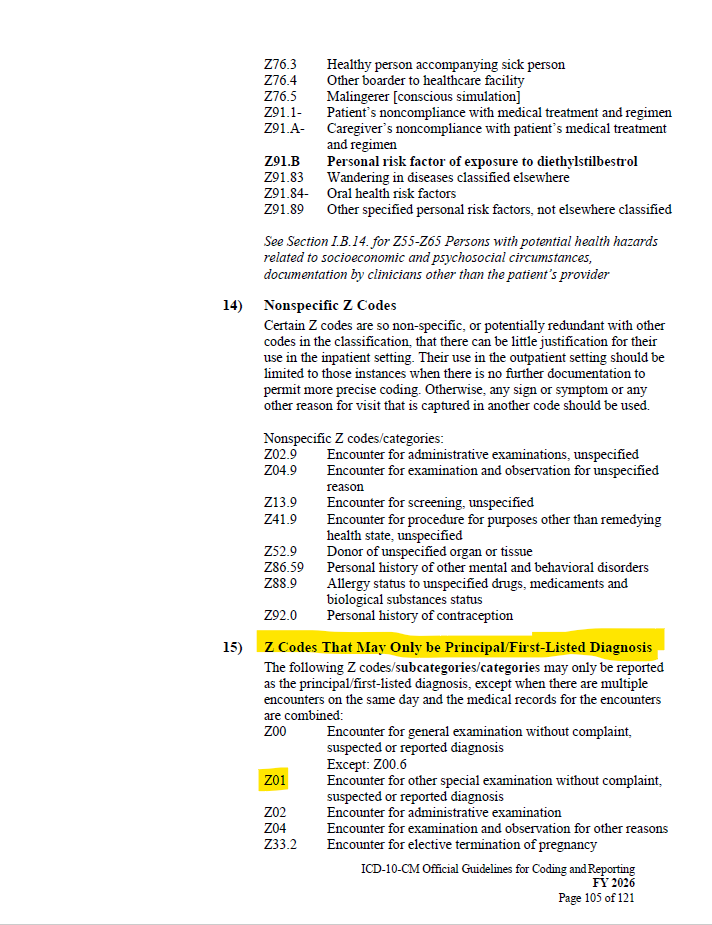 Z76.3 Healthy person accompanying sick person
Z76.4 Other boarder to healthcare facility
Z76.5 Malingerer [conscious simulation]
Z91.1- Patient’s noncompliance with medical treatment and regimen
Z91.A- Caregiver’s noncompliance with patient’s medical treatment
and regimen
Z91.B Personal risk factor of exposure to diethylstilbestrol
Z91.83 Wandering in diseases classified elsewhere
Z91.84- Oral health risk factors
Z91.89 Other specified personal risk factors, not elsewhere classified
See Section I.B.14. for Z55-Z65 Persons with potential health hazards
related to socioeconomic and psychosocial circumstances,
documentation by clinicians other than the patient’s provider
14) Nonspecific Z Codes
Certain Z codes are so non-specific, or potentially redundant with other
codes in the classification, that there can be little justification for their
use in the inpatient setting. Their use in the outpatient setting should be
limited to those instances when there is no further documentation to
permit more precise coding. Otherwise, any sign or symptom or any
other reason for visit that is captured in another code should be used.
Nonspecific Z codes/categories:
Z02.9 Encounter for administrative examinations, unspecified
Z04.9 Encounter for examination and observation for unspecified
reason
Z13.9 Encounter for screening, unspecified
Z41.9 Encounter for procedure for purposes other than remedying
health state, unspecified
Z52.9 Donor of unspecified organ or tissue
Z86.59 Personal history of other mental and behavioral disorders
Z88.9 Allergy status to unspecified drugs, medicaments and
biological substances status
Z92.0 Personal history of contraception
15) Z Codes That May Only be Principal/First-Listed Diagnosis
The following Z codes/subcategories/categories may only be reported
as the principal/first-listed diagnosis, except when there are multiple
encounters on the same day and the medical records for the encounters
are combined:
Z00 Encounter for general examination without complaint,
suspected or reported diagnosis
Except: Z00.6
Z01 Encounter for other special examination without complaint,
suspected or reported diagnosis
Z02 Encounter for administrative examination
Z04 Encounter for examination and observation for other reasons
Z33.2 Encounter for elective termination of pregnancy
ICD-10-CM Official Guidelines for Coding and Reporting
FY 2026
Page 105 of 121